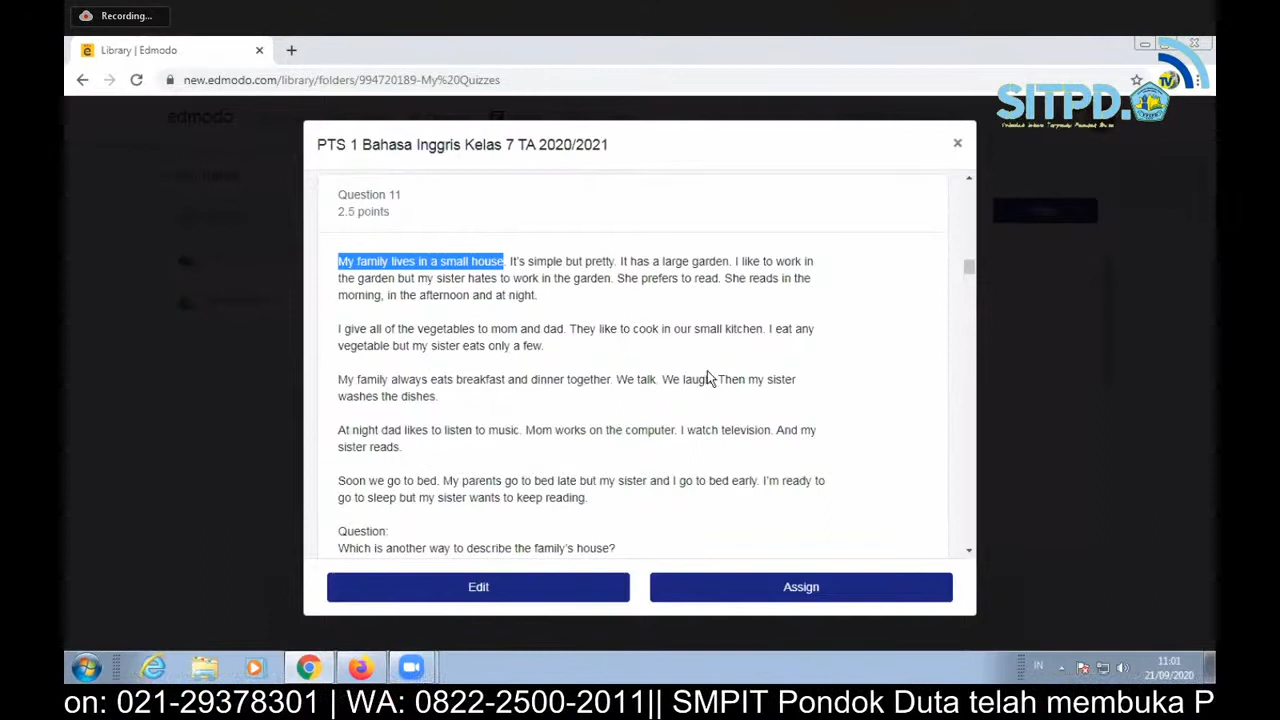 Recording...
Library | Edmodo
new.edmodo.com/library/folders/994720189-My%20Quizzes
TV
SITPD.
edmodo
PTS 1 Bahasa Inggris Kelas 7 TA 2020/2021
Question 11
2.5 points
My family lives in a small house. It's simple but pretty. It has a large garden. I like to work in
the garden but my sister hates to work in the garden. She prefers to read. She reads in the
morning, in the afternoon and at night.
I give all of the vegetables to mom and dad. They like to cook in our small kitchen. I eat any
vegetable but my sister eats only a few.
My family always eats breakfast and dinner together. We talk. We laugh. Then my sister
washes the dishes.
At night dad likes to listen to music. Mom works on the computer. I watch television. And my
sister reads.
Soon we go to bed. My parents go to bed late but my sister and I go to bed early. I'm ready to
go to sleep but my sister wants to keep reading.
Question:
Which is another way to describe the family's house?
Edit
Assign
IN
11:01
21/09/2020
on: 021-29378301 | WA: 0822-2500-2011|| SMPIT Pondok Duta telah membuka P